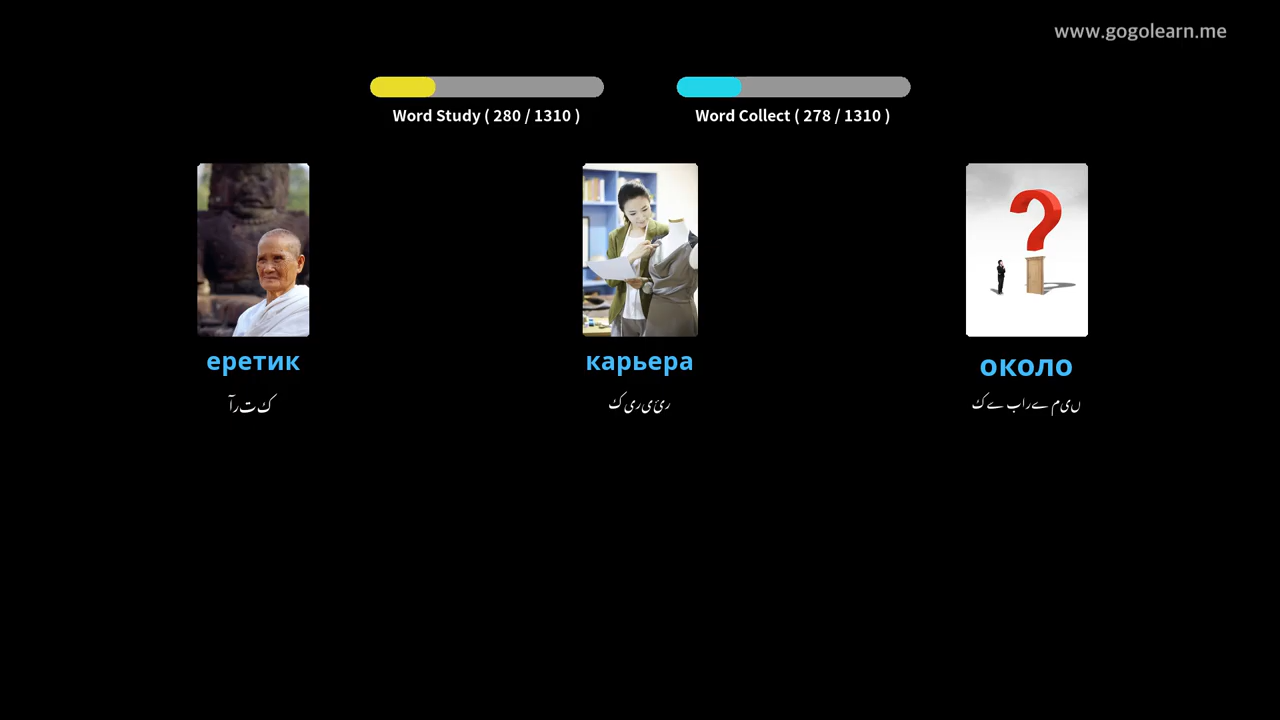 www.gogolearn.me
Word Study ( 280 / 1310 )
Word Collect ( 278 / 1310 )
еретик
карьера
около
آرتک
کیریئر
کے بارے میں